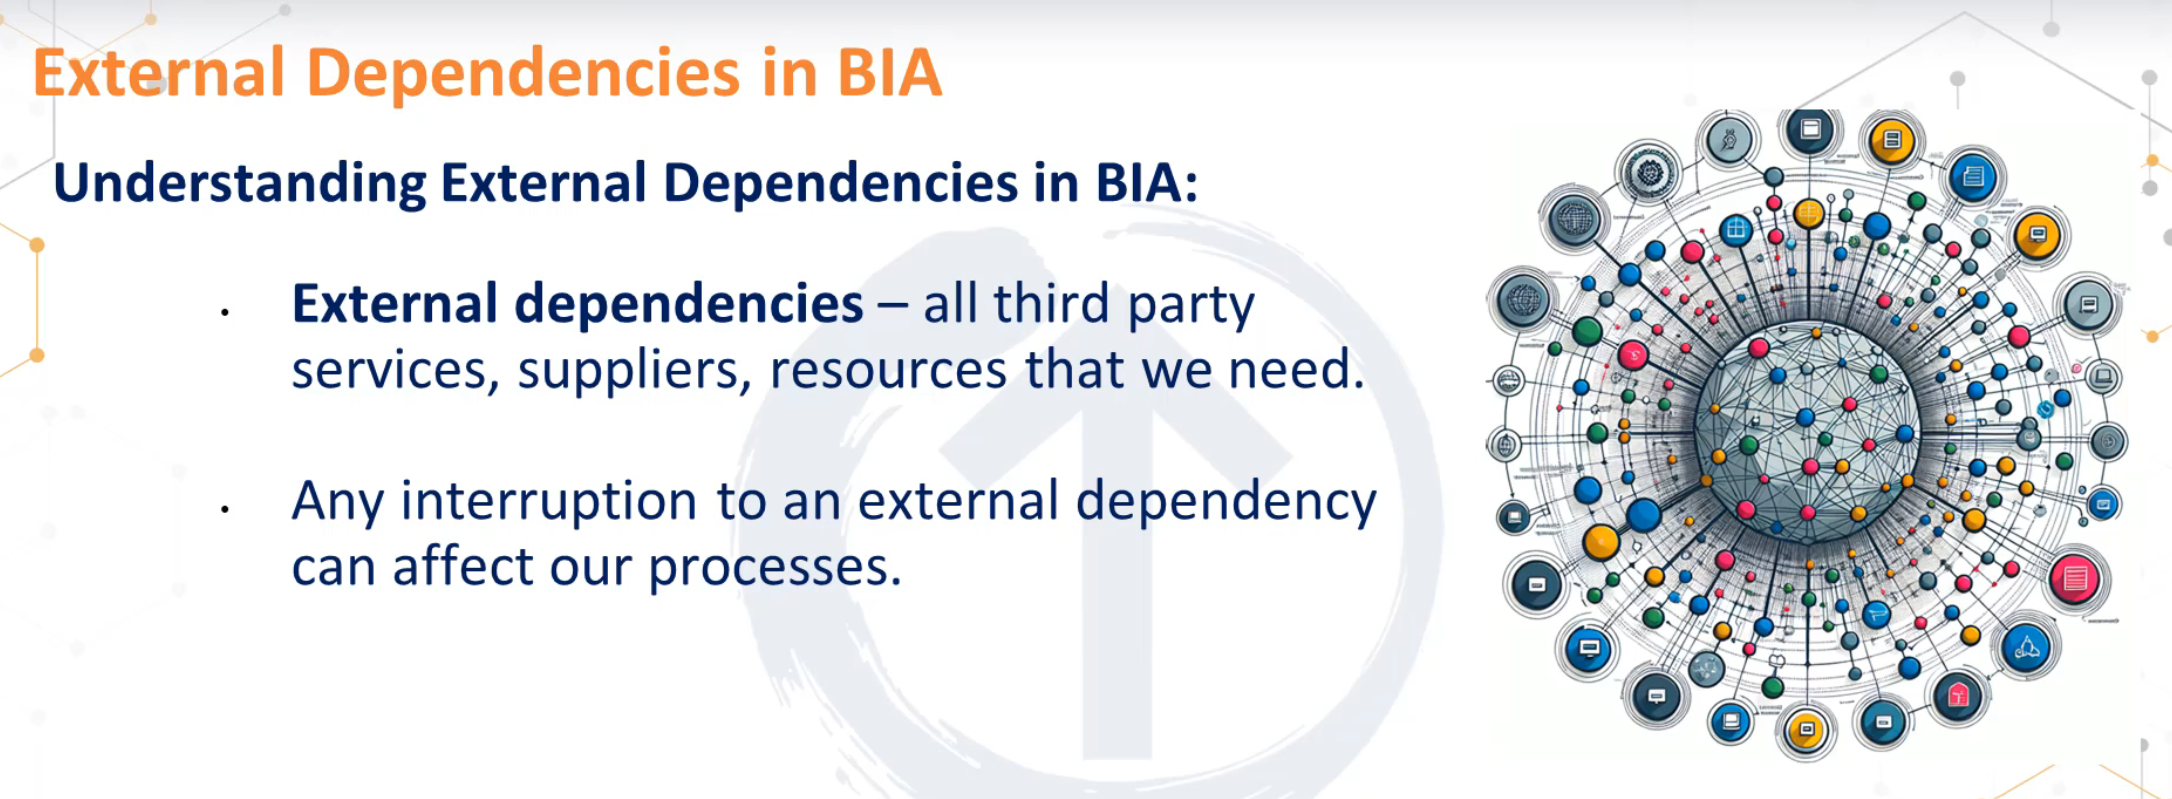 External Dependencies in BIA
Understanding External Dependencies in BIA:
· External dependencies – all third party
services, suppliers, resources that we need.
· Any interruption to an external dependency
can affect our processes.